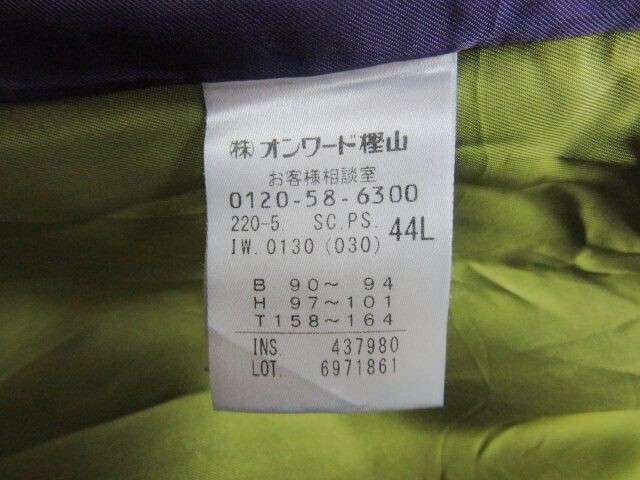 ㈱オンワード樫山
お客様相談室
0120-58-6300
220-5. SC.PS. 44L
IW.0130 (030)
B 90〜 94
H 97〜101
T158〜164
INS. 437980
LOT. 6971861